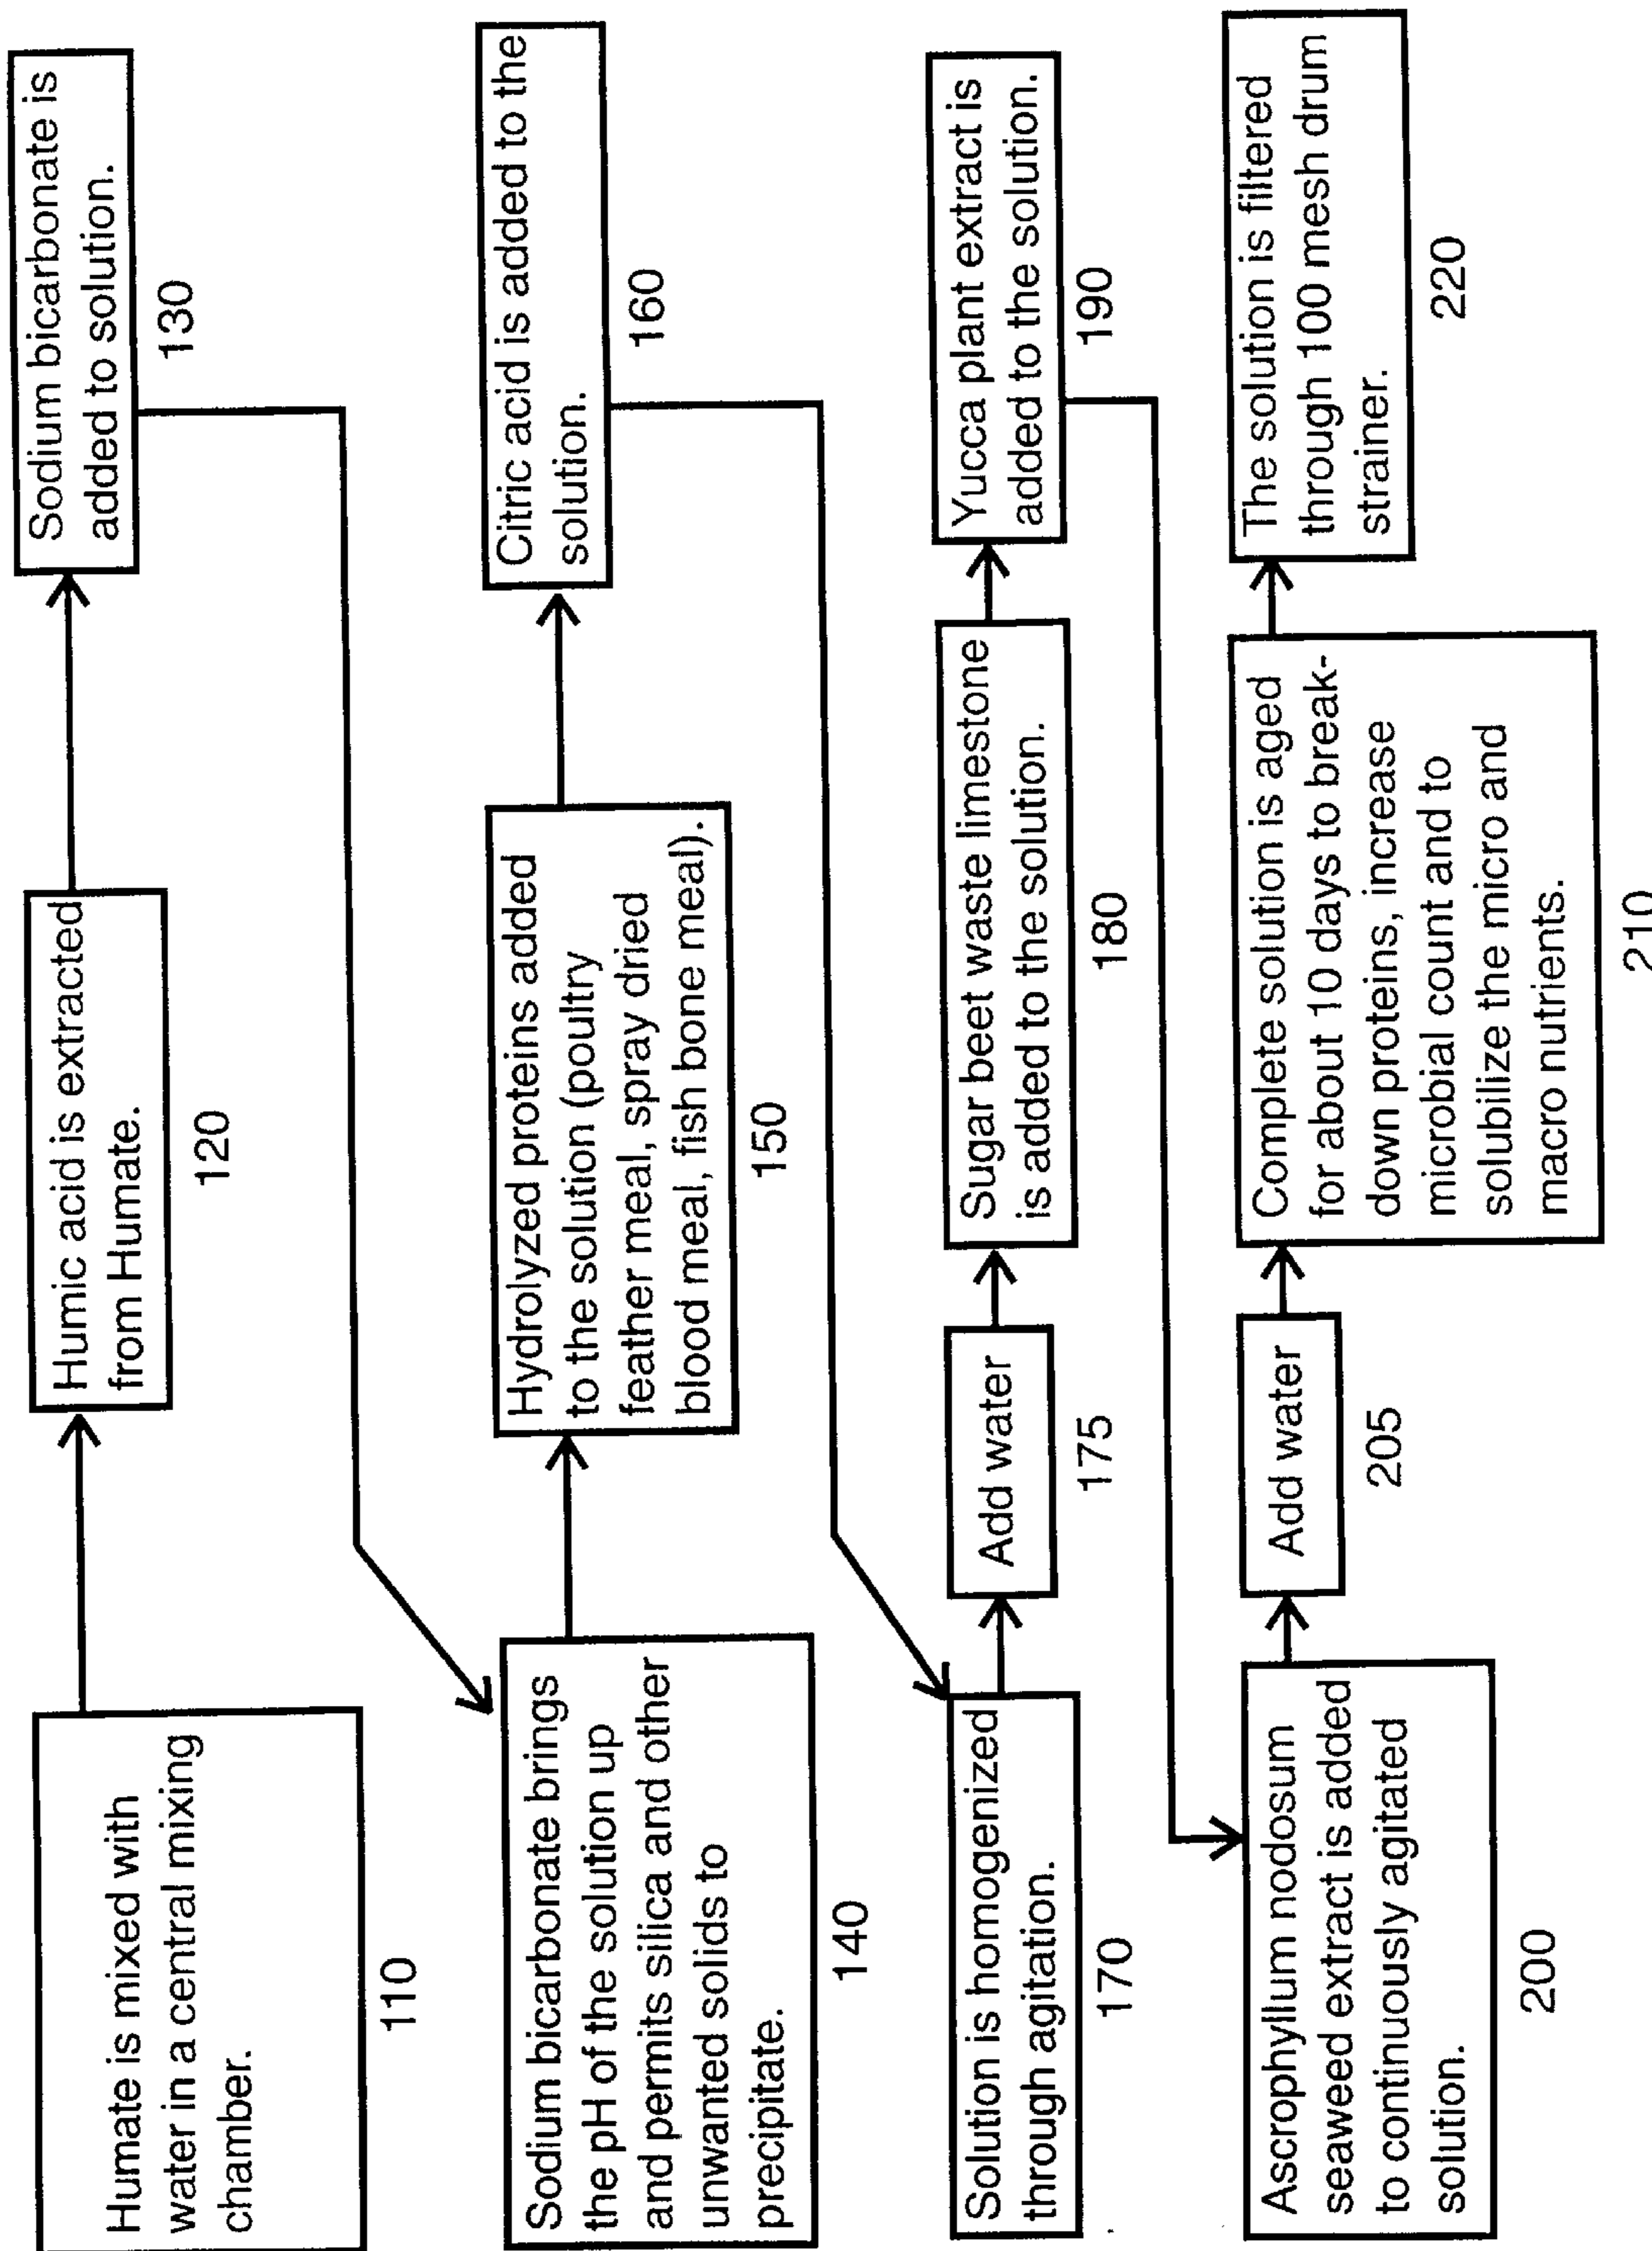 Humate is mixed with
water in a central mixing
chamber.
110
Humic acid is extracted
from Humate.
120
Sodium bicarbonate is
added to solution.
130
Sodium bicarbonate brings
the pH of the solution up
and permits silica and other
unwanted solids to
precipitate.
140
Hydrolyzed proteins added
to the solution (poultry
feather meal, spray dried
blood meal, fish bone meal).
150
Citric acid is added to the
solution.
160
Solution is homogenized
through agitation.
170
Add water
175
Sugar beet waste limestone
is added to the solution.
180
Yucca plant extract is
added to the solution.
190
Ascrophyllum nodosum
seaweed extract is added
to continuously agitated
solution.
200
Add water
205
Complete solution is aged
for about 10 days to break-
down proteins, increase
microbial count and to
solubilize the micro and
macro nutrients.
210
The solution is filtered
through 100 mesh drum
strainer.
220